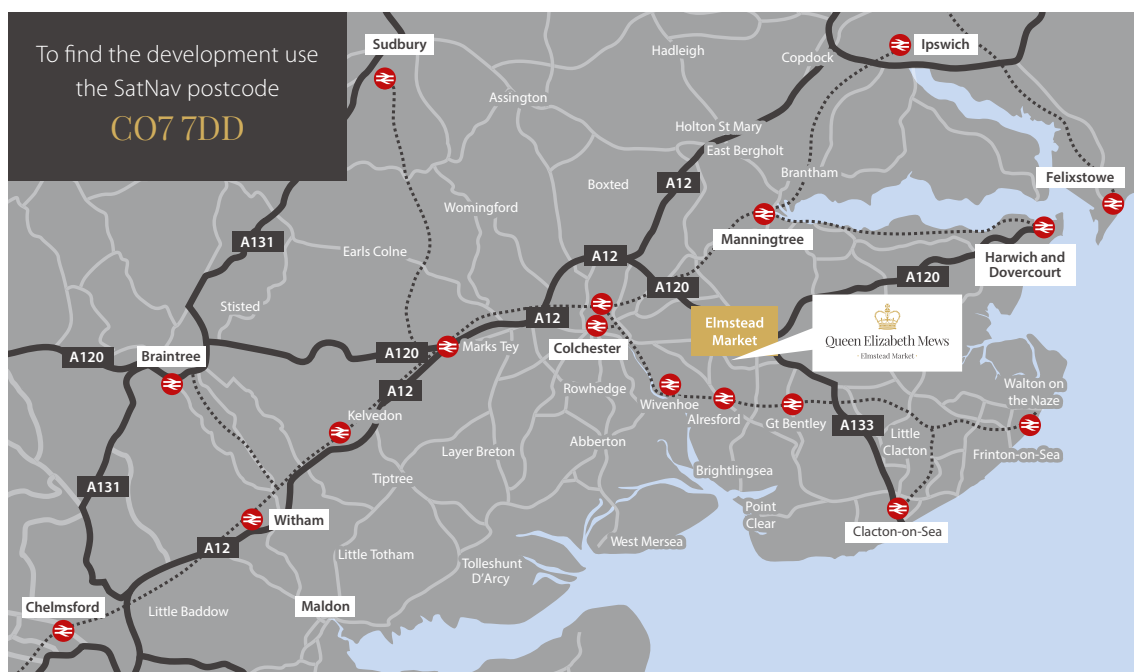 To find the development use
the SatNav postcode
CO7 7DD
Sudbury
Hadleigh
Copdock
Ipswich
Assington
Holton St Mary
East Bergholt
Brantham
Felixstowe
Boxted
A12
Womingford
A131
Earls Colne
Manningtree
Harwich and
Dovercourt
A12
A120
A120
Stisted
A12
Elmstead
Market
Queen Elizabeth Mews
· Elmstead Market ·
A120
Braintree
A120
Marks Tey
Colchester
A12
Rowhedge
Wivenhoe
Alresford
Gt Bentley
Walton on
the Naze
Kelvedon
A133
Little
Clacton
Abberton
Layer Breton
Frinton-on-Sea
Brightlingsea
A131
Tiptree
Point
Clear
Witham
Clacton-on-Sea
A12
West Mersea
Little Totham
Tolleshunt
D'Arcy
Chelmsford
Little Baddow
Maldon